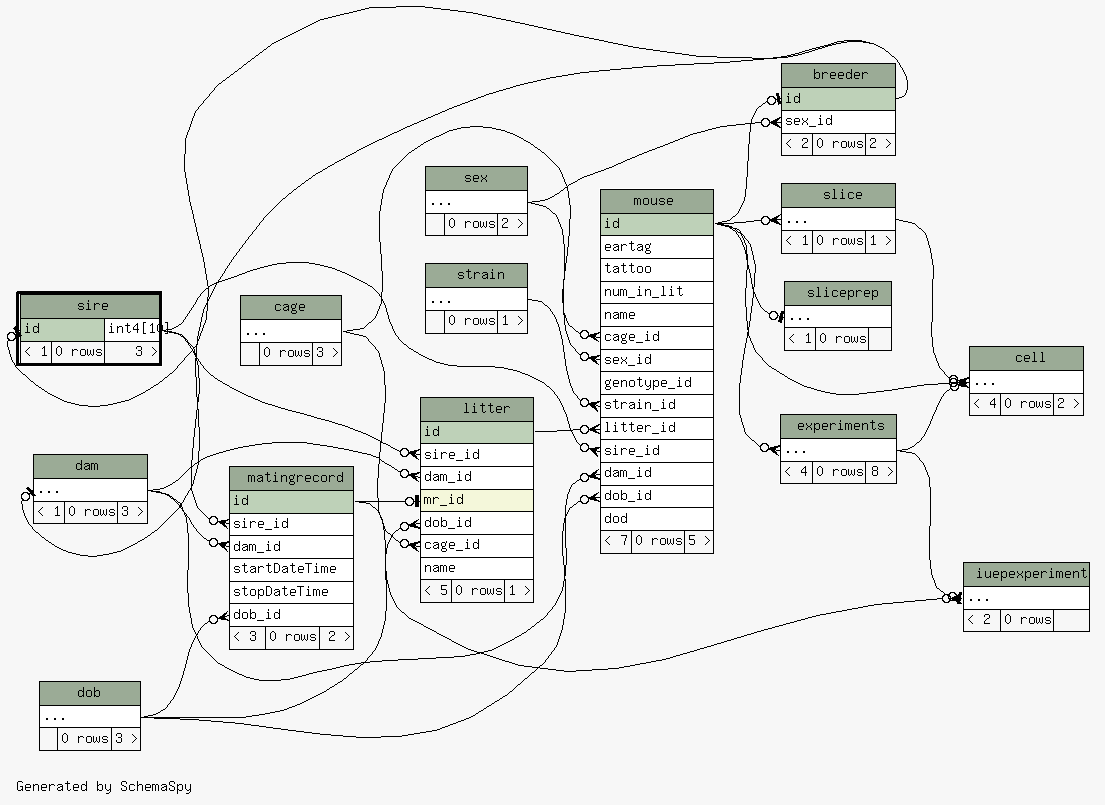 breeder
id
sex_id
< 2 0 rows 2 >
sex
...
0 rows 2 >
mouse
id
eartag
tattoo
num_in_lit
name
cage_id
sex_id
genotype_id
strain_id
litter_id
sire_id
dam_id
dob_id
dod
< 7 0 rows 5 >
slice
...
< 1 0 rows 1 >
strain
...
0 rows 1 >
sliceprep
...
< 1 0 rows
sire
id int4[10]
< 1 0 rows 3 >
cage
...
0 rows 3 >
cell
...
< 4 0 rows 2 >
litter
id
sire_id
dam_id
mr_id
dob_id
cage_id
name
< 5 0 rows 1 >
experiments
...
< 4 0 rows 8 >
dam
...
< 1 0 rows 3 >
matingrecord
id
sire_id
dam_id
startDateTime
stopDateTime
dob_id
< 3 0 rows 2 >
iuepexperiment
...
< 2 0 rows
dob
...
0 rows 3 >
Generated by SchemaSpy